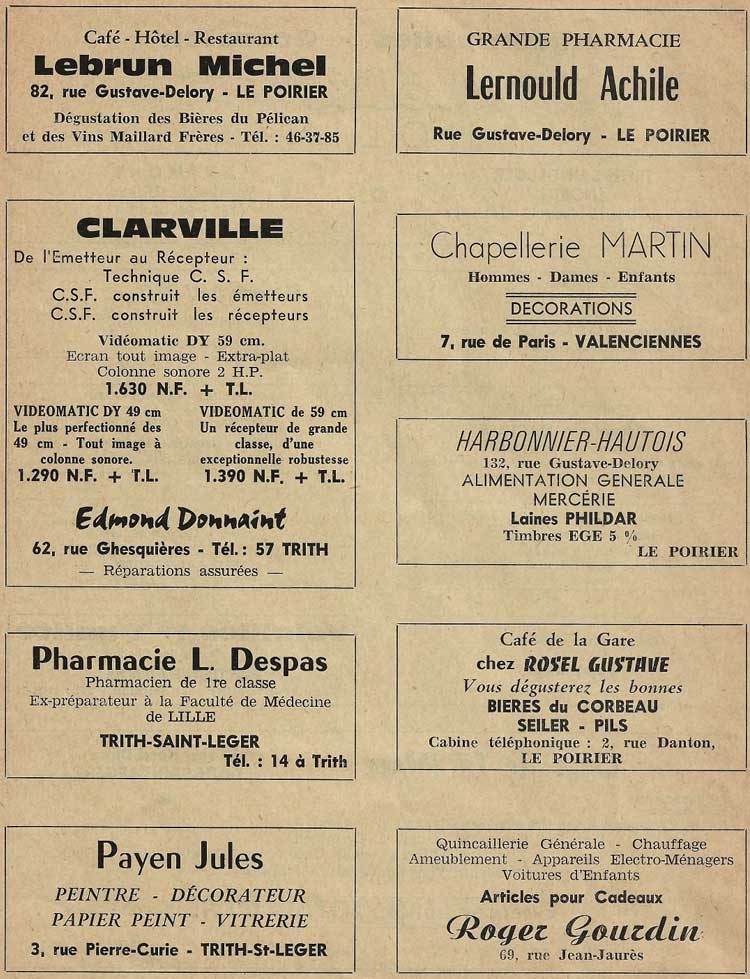 Café - Hôtel - Restaurant
Lebrun Michel
82, rue Gustave-Delory - LE POIRIER
Dégustation des Bières du Pélican
et des Vins Maillard Frères - Tél. : 46-37-85
CLARVILLE
De l'Emetteur au Récepteur :
Technique C. S. F.
C.S.F. construit les émetteurs
C.S.F. construit les récepteurs
Vidéomatic DY 59 cm.
Ecran tout image - Extra-plat
Colonne sonore 2 H.P.
1.630 N.F. + T.L.
VIDEOMATIC DY 49 cm
Le plus perfectionné des
49 cm - Tout image à
colonne sonore.
1.290 N.F. + T.L.
VIDEOMATIC de 59 cm
Un récepteur de grande
classe, d'une
exceptionnelle robustesse
1.390 N.F. + T.L.
Edmond Donnaint
62, rue Ghesquières - Tél. : 57 TRITH
— Réparations assurées —
Pharmacie L. Despas
Pharmacien de 1re classe
Ex-préparateur à la Faculté de Médecine
de LILLE
TRITH-SAINT-LEGER
Tél. : 14 à Trith
Payen Jules
PEINTRE - DÉCORATEUR
PAPIER PEINT - VITRERIE
3, rue Pierre-Curie - TRITH-St-LEGER
GRANDE PHARMACIE
Lernould Achile
Rue Gustave-Delory - LE POIRIER
Chapellerie MARTIN
Hommes - Dames - Enfants
DECORATIONS
7, rue de Paris - VALENCIENNES
HARBONNIER-HAUTOIS
132, rue Gustave-Delory
ALIMENTATION GENERALE
MERCÉRIE
Laines PHILDAR
Timbres EGE 5 %
LE POIRIER
Café de la Gare
chez ROSEL GUSTAVE
Vous dégusterez les bonnes
BIERES du CORBEAU
SEILER - PILS
Cabine téléphonique : 2, rue Danton,
LE POIRIER
Quincaillerie Générale - Chauffage
Ameublement - Appareils Electro-Ménagers
Voitures d'Enfants
Articles pour Cadeaux
Roger Gourdin
69, rue Jean-Jaurès